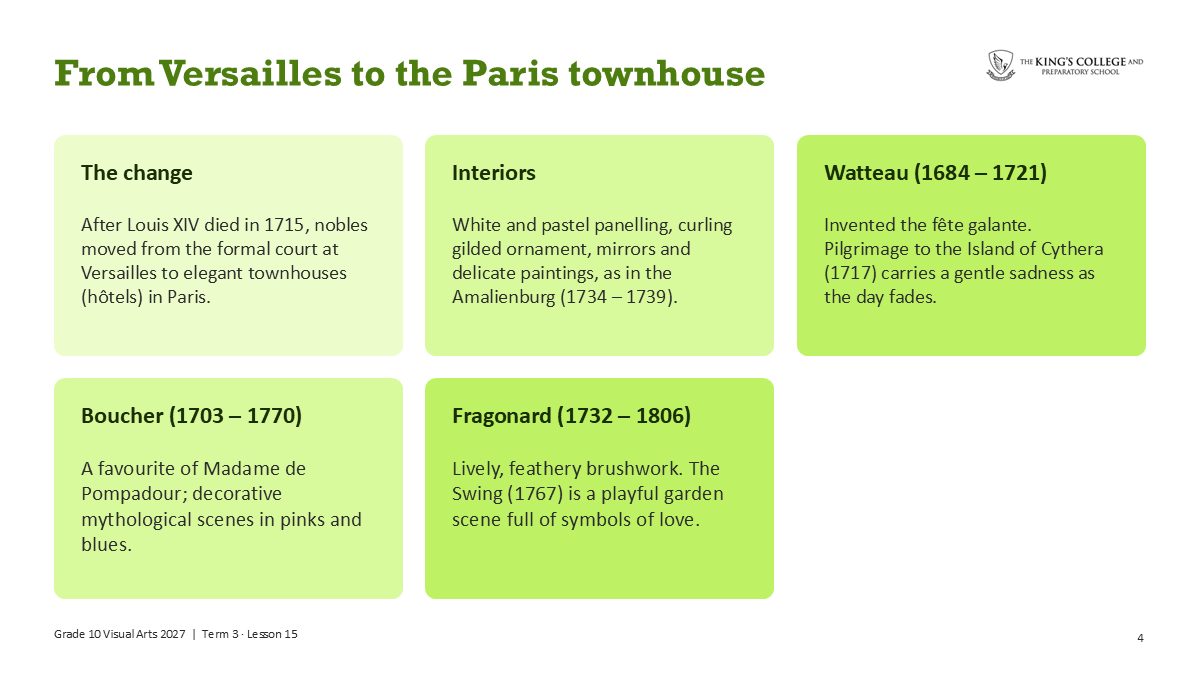 From Versailles to the Paris townhouse
THE KING'S COLLEGE AND
PREPARATORY SCHOOL
The change
After Louis XIV died in 1715, nobles
moved from the formal court at
Versailles to elegant townhouses
(hôtels) in Paris.
Interiors
White and pastel panelling, curling
gilded ornament, mirrors and
delicate paintings, as in the
Amalienburg (1734 – 1739).
Watteau (1684 – 1721)
Invented the fête galante.
Pilgrimage to the Island of Cythera
(1717) carries a gentle sadness as
the day fades.
Boucher (1703 – 1770)
A favourite of Madame de
Pompadour; decorative
mythological scenes in pinks and
blues.
Fragonard (1732 – 1806)
Lively, feathery brushwork. The
Swing (1767) is a playful garden
scene full of symbols of love.
Grade 10 Visual Arts 2027 | Term 3 · Lesson 15
4